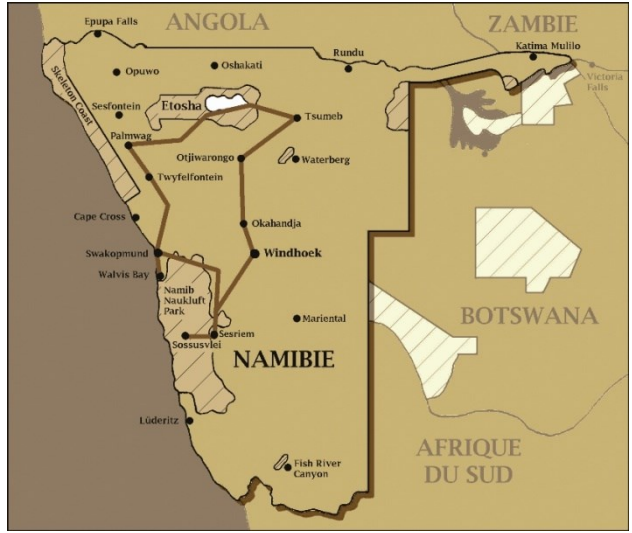 ANGOLA
ZAMBIE
Epupa Falls
Katima Mulilo
Rundu
Oshakati
Opuwo
Victoria
Falls
Skeleton Coast
Etosha
Sesfontein
Tsumeb
Palmwag
Otjiwarongo
Waterberg
Twyfelfontein
Cape Cross
Okahandja
Swakopmund
Windhoek
Walvis Bay
Namib
Naukluft
Park
Mariental
BOTSWANA
Sesriem
Sossusvlei
NAMIBIE
Lúderitz
AFRIQUE
DU SUD
Fish River
Canyon